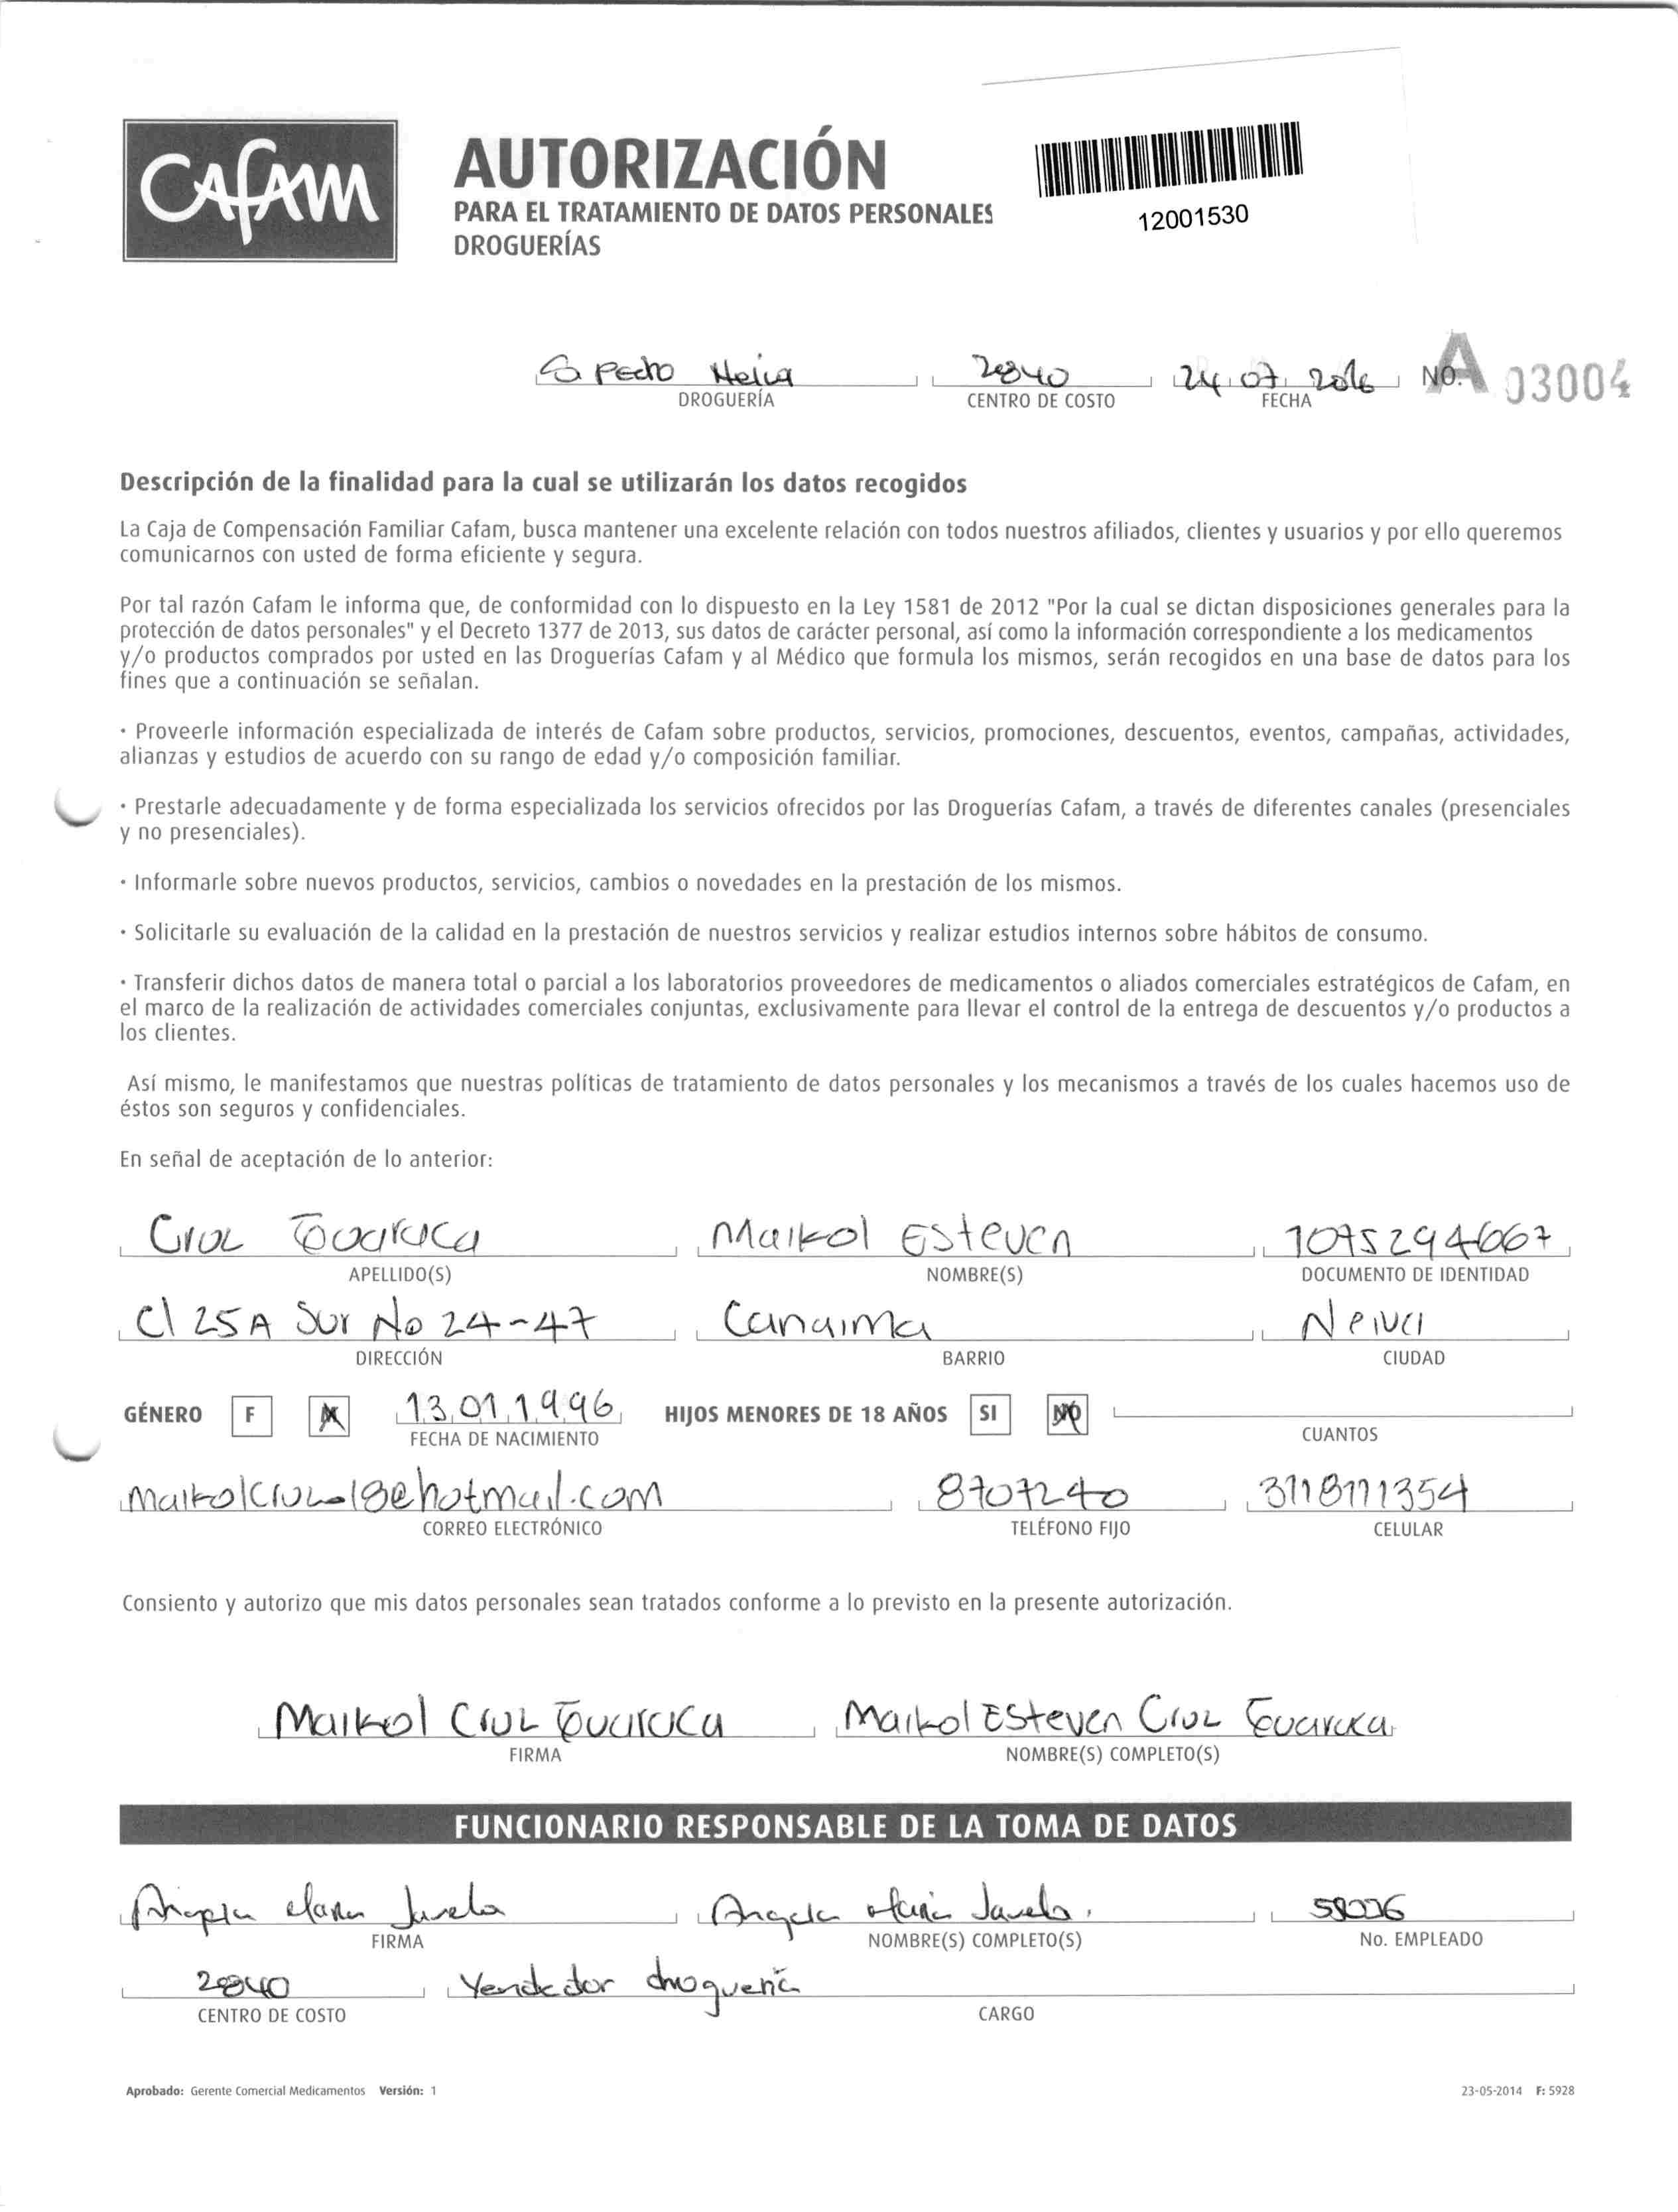 CAFAM
AUTORIZACIÓN
PARA EL TRATAMIENTO DE DATOS PERSONALES
DROGUERÍAS
12001530
Pedro Neiva 20840 24 07 2016 No. A 03004
DROGUERÍA CENTRO DE COSTO FECHA
Descripción de la finalidad para la cual se utilizarán los datos recogidos
La Caja de Compensación Familiar Cafam, busca mantener una excelente relación con todos nuestros afiliados, clientes y usuarios y por ello queremos
comunicarnos con usted de forma eficiente y segura.
Por tal razón Cafam le informa que, de conformidad con lo dispuesto en la Ley 1581 de 2012 "Por la cual se dictan disposiciones generales para la
protección de datos personales" y el Decreto 1377 de 2013, sus datos de carácter personal, así como la información correspondiente a los medicamentos
y/o productos comprados por usted en las Droguerías Cafam y al Médico que formula los mismos, serán recogidos en una base de datos para los
fines que a continuación se señalan.
· Proveerle información especializada de interés de Cafam sobre productos, servicios, promociones, descuentos, eventos, campañas, actividades,
alianzas y estudios de acuerdo con su rango de edad y/o composición familiar.
· Prestarle adecuadamente y de forma especializada los servicios ofrecidos por las Droguerías Cafam, a través de diferentes canales (presenciales
y no presenciales).
· Informarle sobre nuevos productos, servicios, cambios o novedades en la prestación de los mismos.
· Solicitarle su evaluación de la calidad en la prestación de nuestros servicios y realizar estudios internos sobre hábitos de consumo.
· Transferir dichos datos de manera total o parcial a los laboratorios proveedores de medicamentos o aliados comerciales estratégicos de Cafam, en
el marco de la realización de actividades comerciales conjuntas, exclusivamente para llevar el control de la entrega de descuentos y/o productos a
los clientes.
Así mismo, le manifestamos que nuestras políticas de tratamiento de datos personales y los mecanismos a través de los cuales hacemos uso de
éstos son seguros y confidenciales.
En señal de aceptación de lo anterior:
Cruz Maikol Esteven 1075294667
APELLIDO(S) NOMBRE(S) DOCUMENTO DE IDENTIDAD
Cl 25A Sur No 24-47 Canaima Neiva
DIRECCIÓN BARRIO CIUDAD
GÉNERO F M 13 01 1996 HIJOS MENORES DE 18 AÑOS SI NO
FECHA DE NACIMIENTO CUANTOS
8707240 3118111354
CORREO ELECTRÓNICO TELÉFONO FIJO CELULAR
Consiento y autorizo que mis datos personales sean tratados conforme a lo previsto en la presente autorización.
Maikol Cruz Maikol Esteven Cruz
FIRMA NOMBRE(S) COMPLETO(S)
FUNCIONARIO RESPONSABLE DE LA TOMA DE DATOS
Angela Maria Javela Angela Maria Javela.
FIRMA NOMBRE(S) COMPLETO(S) No. EMPLEADO
20840 Vendedor droguería
CENTRO DE COSTO CARGO
Aprobado: Gerente Comercial Medicamentos Versión: 1 23-05-2014 F: 5928